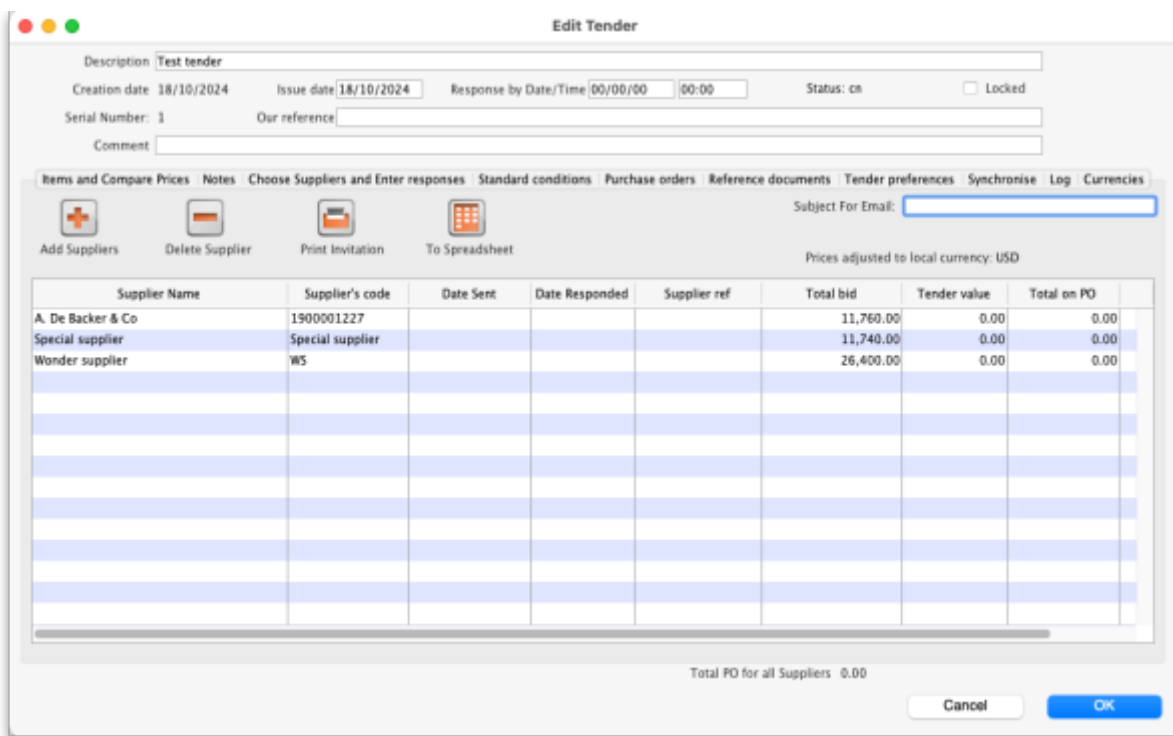 Edit Tender
Description Test tender
Creation date 18/10/2024 Issue date 18/10/2024 Response by Date/Time 00/00/00 00:00 Status: cn Locked
Serial Number: 1 Our reference
Comment
Items and Compare Prices Notes Choose Suppliers and Enter responses Standard conditions Purchase orders Reference documents Tender preferences Synchronise Log Currencies
Subject For Email:
Add Suppliers Delete Supplier Print Invitation To Spreadsheet
Prices adjusted to local currency: USD
Supplier Name Supplier's code Date Sent Date Responded Supplier ref Total bid Tender value Total on PO
A. De Backer & Co 1900001227 11,760.00 0.00 0.00
Special supplier Special supplier 11,740.00 0.00 0.00
Wonder supplier WS 26,400.00 0.00 0.00
Total PO for all Suppliers 0.00
Cancel OK